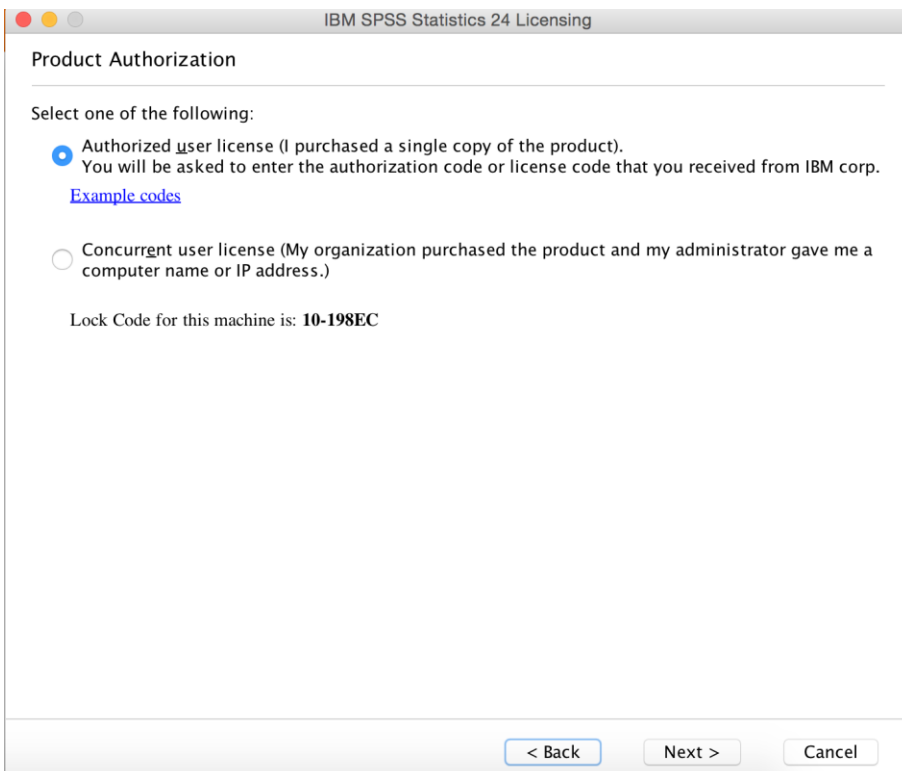 IBM SPSS Statistics 24 Licensing
Product Authorization
Select one of the following:
Authorized user license (I purchased a single copy of the product).
You will be asked to enter the authorization code or license code that you received from IBM corp.
Example codes
Concurrent user license (My organization purchased the product and my administrator gave me a
computer name or IP address.)
Lock Code for this machine is: 10-198EC
< Back Next > Cancel